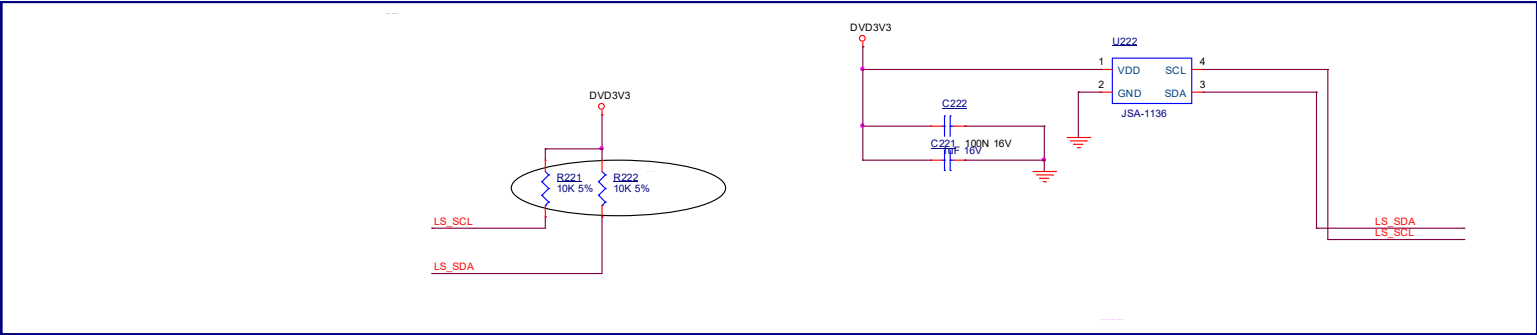 DVD3V3
R221
10K 5%
R222
10K 5%
LS_SCL
LS_SDA
DVD3V3
U222
1
VDD
SCL
4
2
GND
SDA
3
JSA-1136
C222
100N 16V
C221
1uF 16V
LS_SDA
LS_SCL